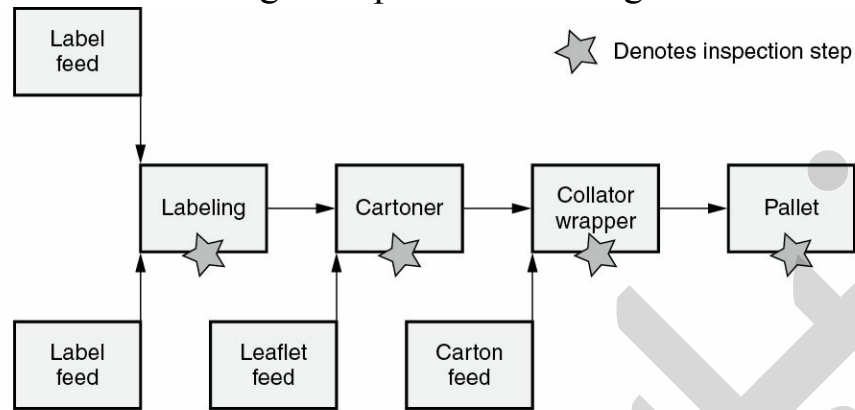 Label
feed
Denotes inspection step
Labeling
Cartoner
Collator
wrapper
Pallet
Label
feed
Leaflet
feed
Carton
feed